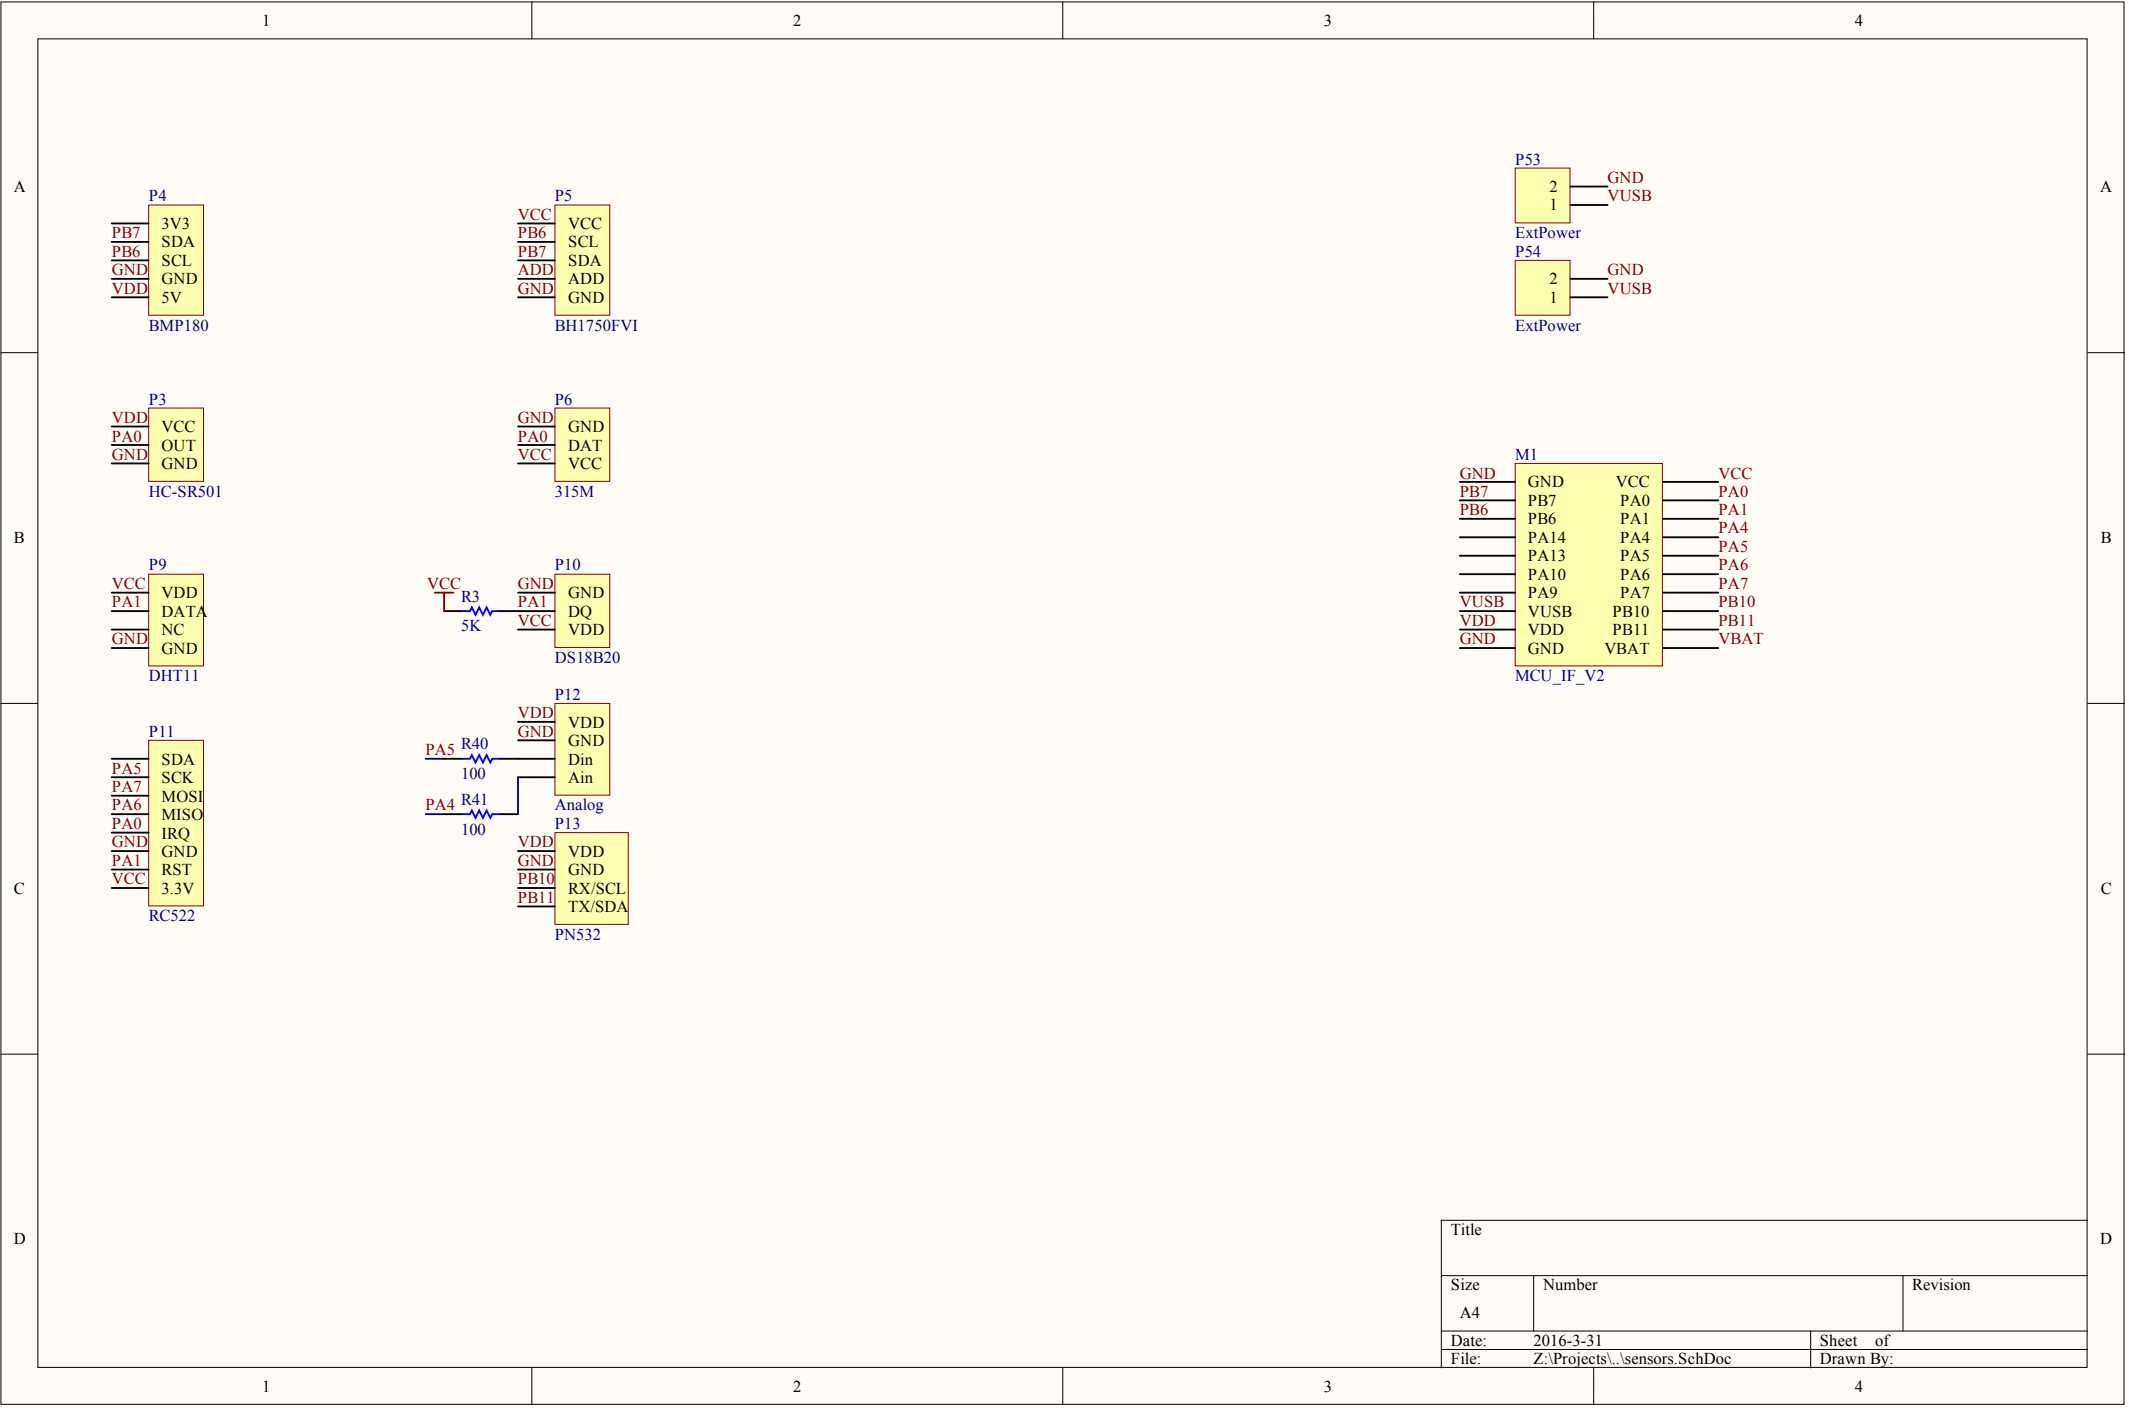 1 2 3 4
A A
P4
3V3
PB7 SDA
PB6 SCL
GND GND
VDD 5V
BMP180
P5
VCC VCC
PB6 SCL
PB7 SDA
ADD ADD
GND GND
BH1750FVI
P53
2 GND
1 VUSB
ExtPower
P54
2 GND
1 VUSB
ExtPower
B B
P3
VDD VCC
PA0 OUT
GND GND
HC-SR501
P6
GND GND
PA0 DAT
VCC VCC
315M
M1
GND GND VCC VCC
PB7 PB7 PA0 PA0
PB6 PB6 PA1 PA1
PA14 PA4 PA4
PA13 PA5 PA5
PA10 PA6 PA6
PA9 PA7 PA7
VUSB VUSB PB10 PB10
VDD VDD PB11 PB11
GND GND VBAT VBAT
MCU_IF_V2
P9
VCC VDD
PA1 DATA
NC
GND GND
DHT11
P10
VCC
R3
5K
GND GND
PA1 DQ
VCC VDD
DS18B20
C C
P11
SDA
PA5 SCK
PA7 MOSI
PA6 MISO
PA0 IRQ
GND GND
PA1 RST
VCC 3.3V
RC522
P12
VDD VDD
GND GND
PA5 R40 Din
100
Ain
PA4 R41
100
Analog
P13
VDD VDD
GND GND
PB10 RX/SCL
PB11 TX/SDA
PN532
D D
Title
Size Number Revision
A4
Date: 2016-3-31 Sheet of
File: Z:\Projects\..\sensors.SchDoc Drawn By:
1 2 3 4